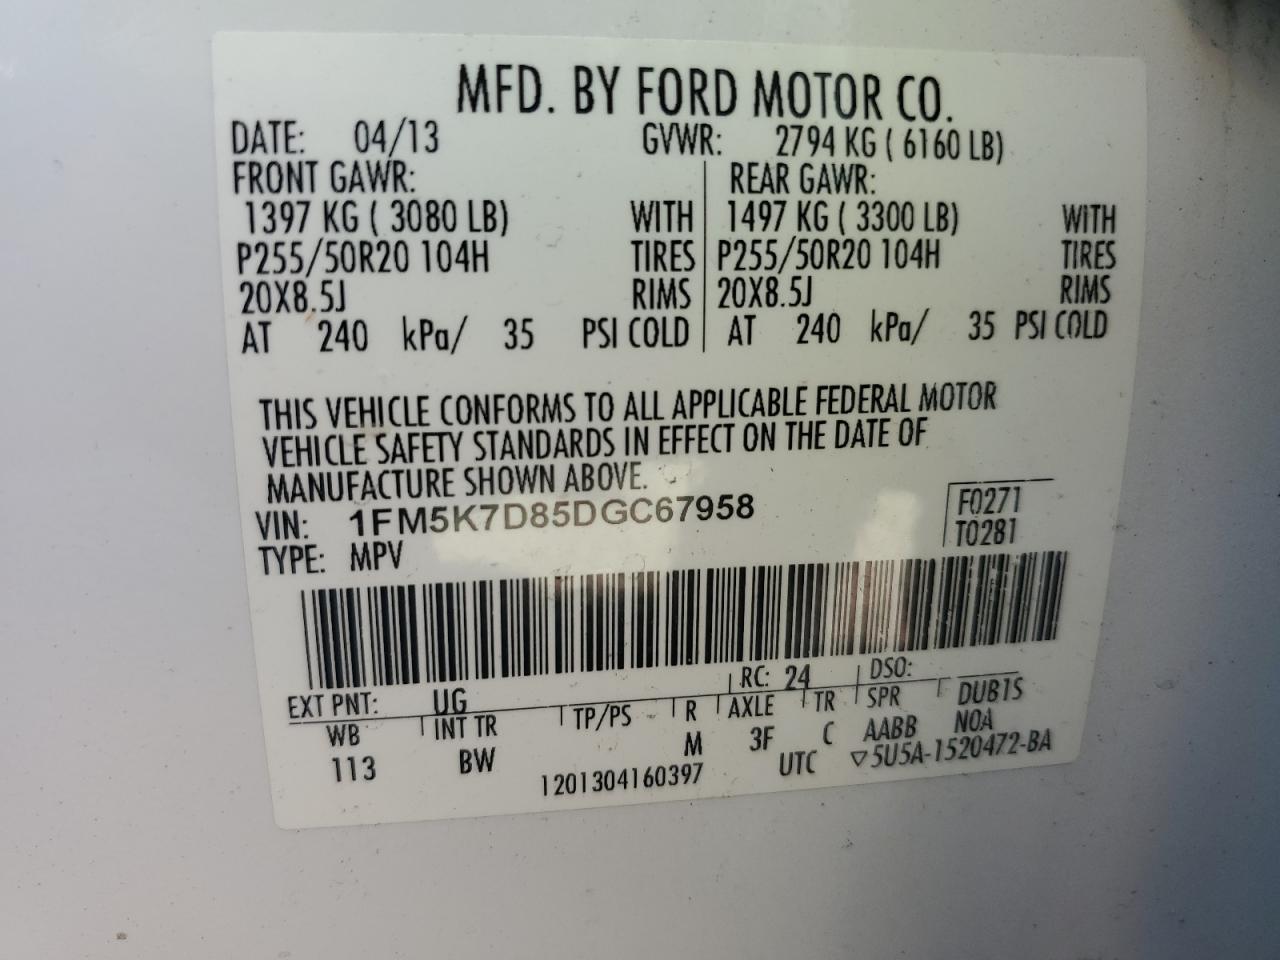 MFD. BY FORD MOTOR CO.
DATE: 04/13 GVWR: 2794 KG ( 6160 LB)
FRONT GAWR: REAR GAWR:
1397 KG ( 3080 LB) WITH 1497 KG ( 3300 LB) WITH
P255/50R20 104H TIRES P255/50R20 104H TIRES
20X8.5J RIMS 20X8.5J RIMS
AT 240 kPa/ 35 PSI COLD AT 240 kPa/ 35 PSI COLD
THIS VEHICLE CONFORMS TO ALL APPLICABLE FEDERAL MOTOR
VEHICLE SAFETY STANDARDS IN EFFECT ON THE DATE OF
MANUFACTURE SHOWN ABOVE.
VIN: 1FM5K7D85DGC67958 F0271
TYPE: MPV T0281
EXT PNT: UG RC: 24 DSO:
WB INT TR TP/PS R AXLE TR SPR DUB1S
113 BW M 3F C AABB NOA
1201304160397 UTC ▽5U5A-1520472-BA